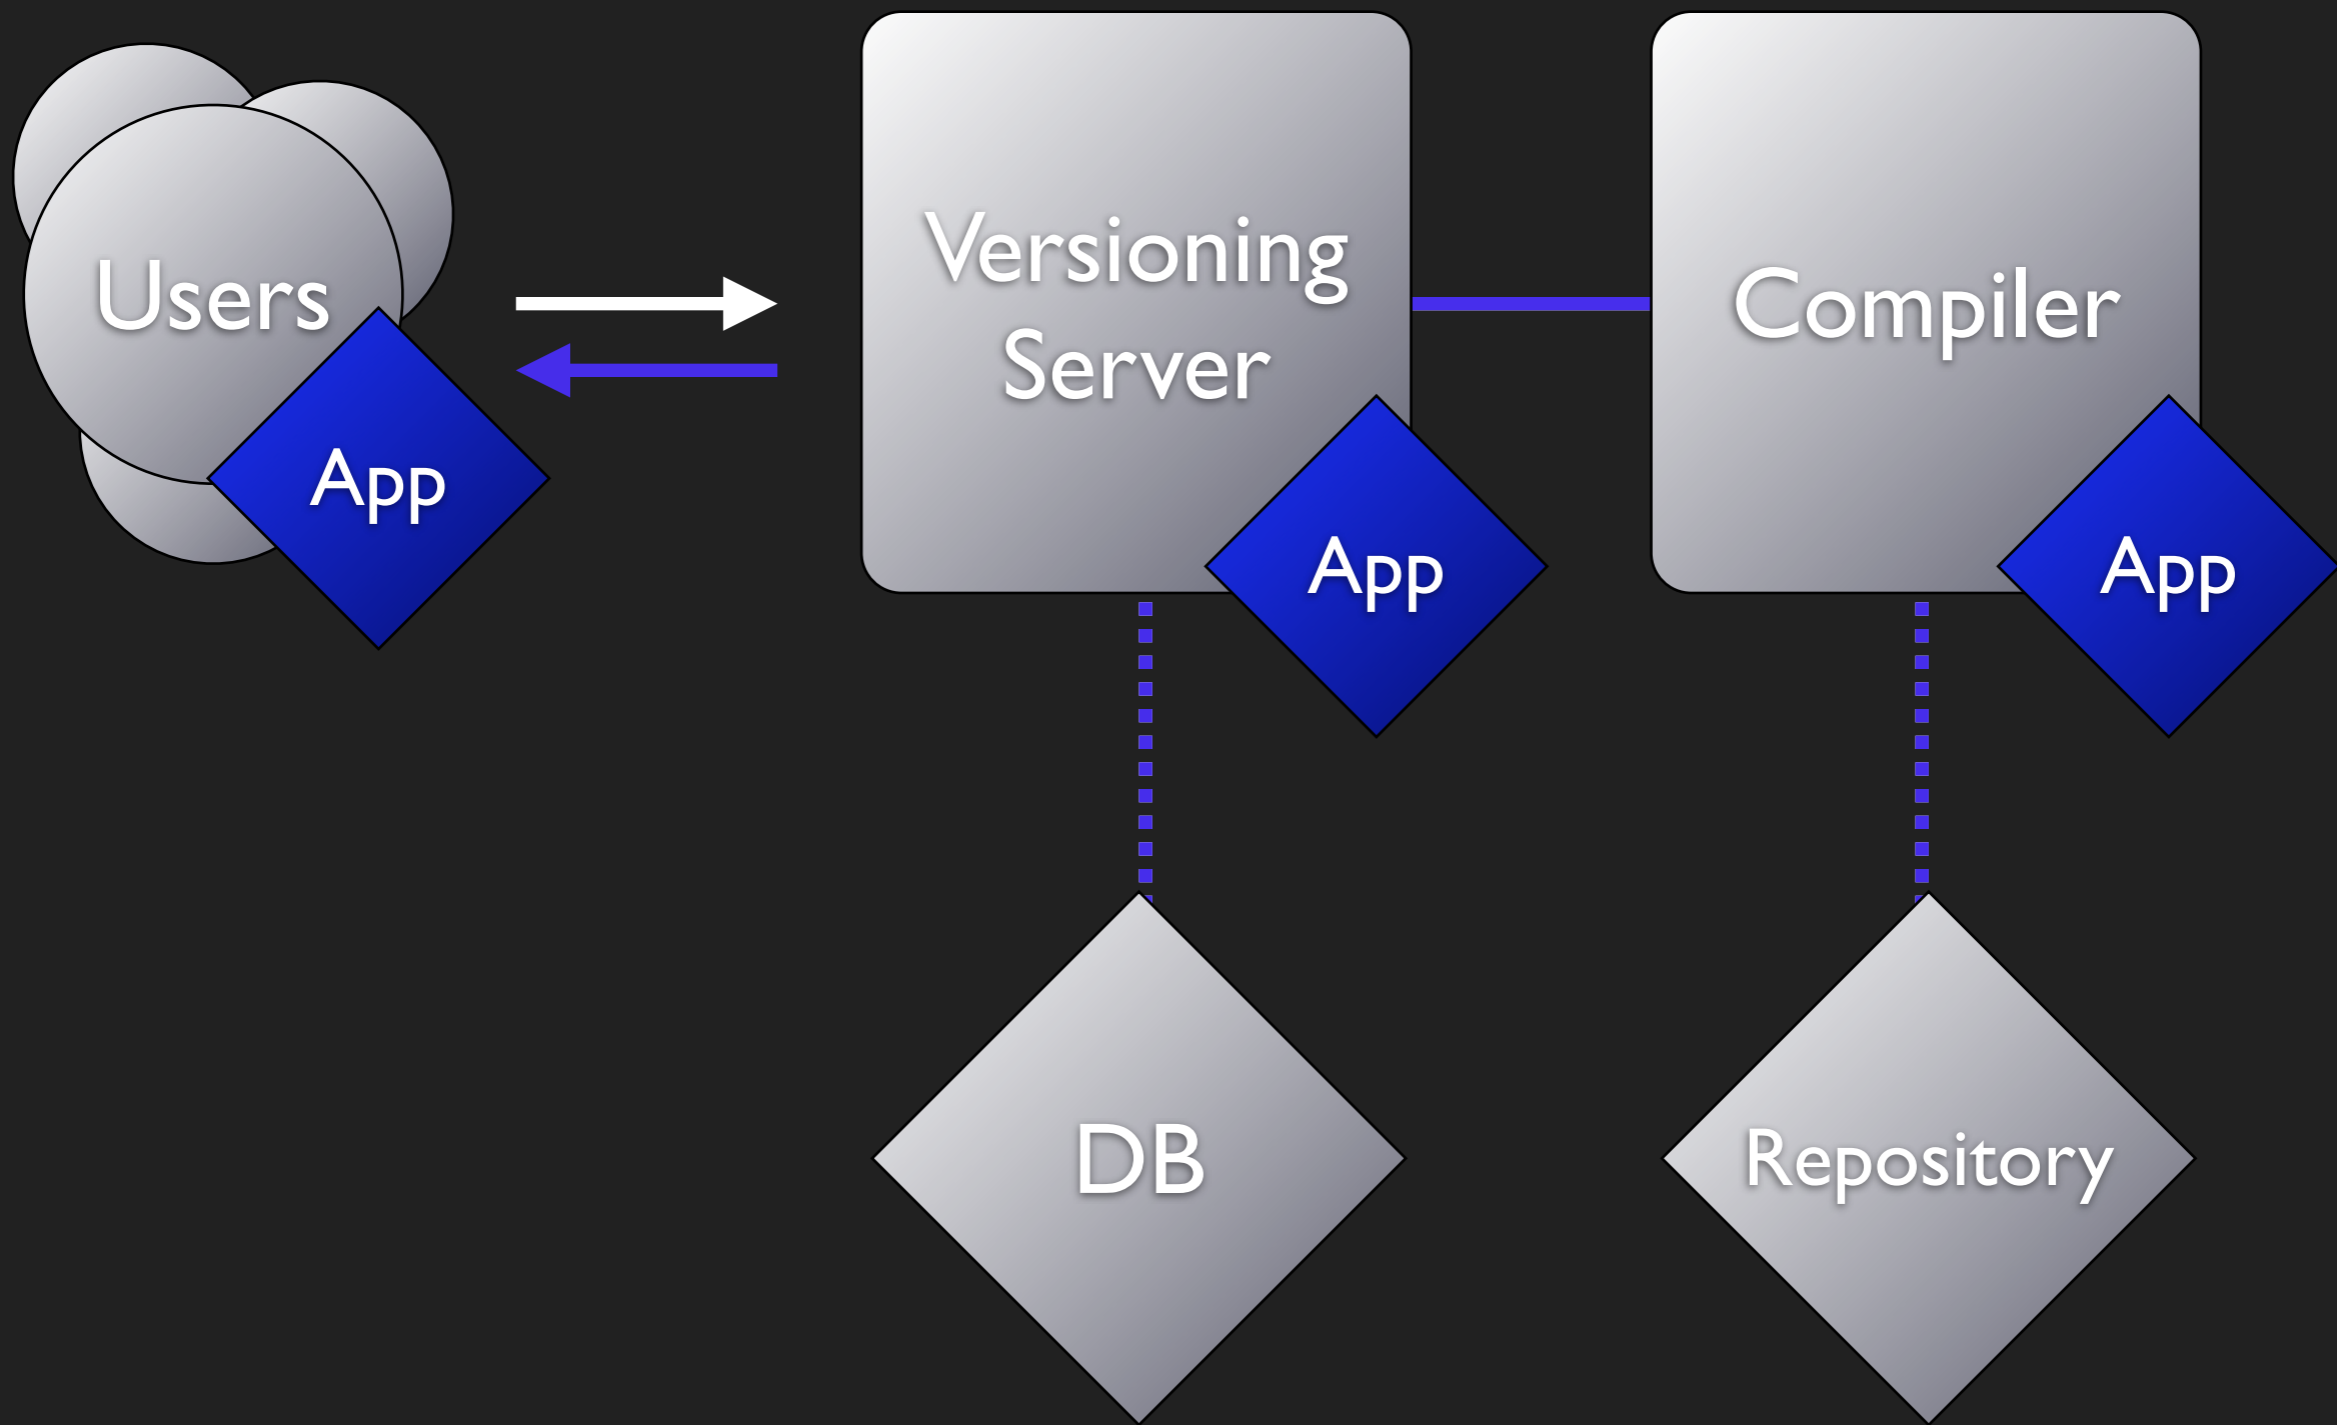 Users
App
Versioning
Server
App
Compiler
App
DB
Repository